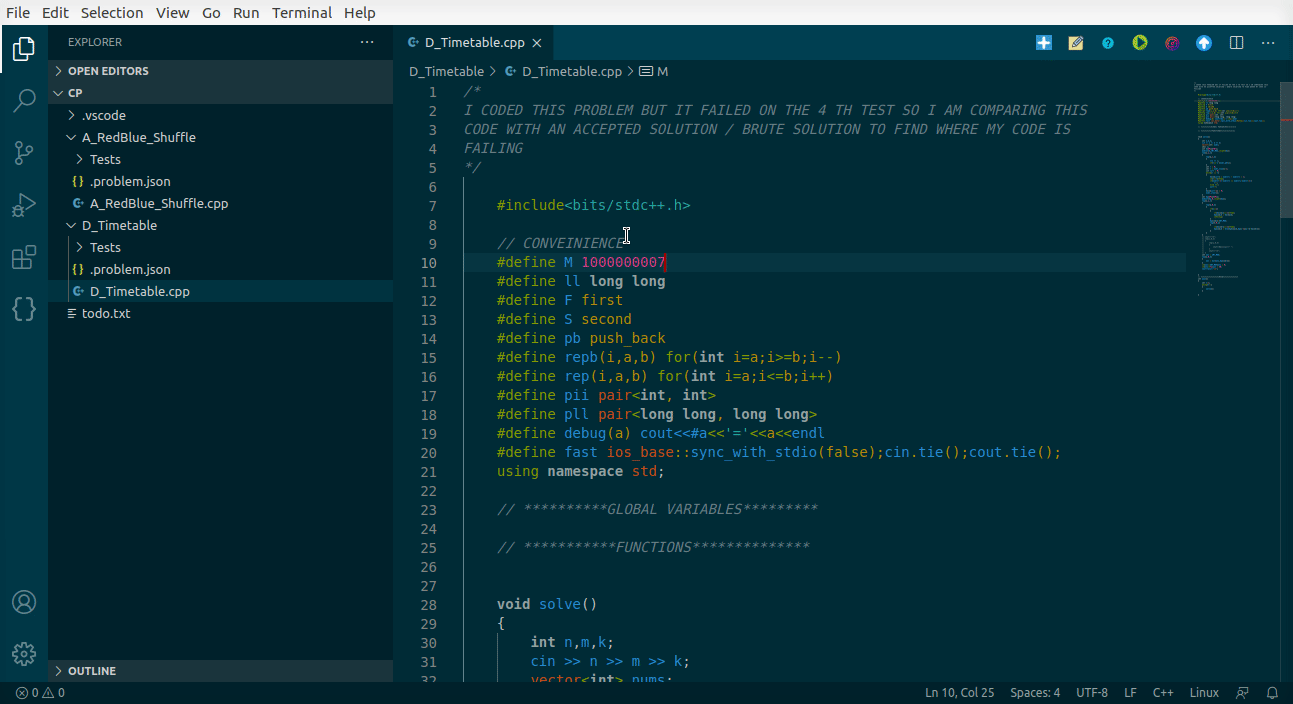 File Edit Selection View Go Run Terminal Help
EXPLORER
D_Timetable.cpp
OPEN EDITORS
D_Timetable > D_Timetable.cpp > M
CP
.vscode
A_RedBlue_Shuffle
Tests
.problem.json
A_RedBlue_Shuffle.cpp
D_Timetable
Tests
.problem.json
D_Timetable.cpp
todo.txt
OUTLINE
1 /*
2 I CODED THIS PROBLEM BUT IT FAILED ON THE 4 TH TEST SO I AM COMPARING THIS
3 CODE WITH AN ACCEPTED SOLUTION / BRUTE SOLUTION TO FIND WHERE MY CODE IS
4 FAILING
5 */
6
7 #include<bits/stdc++.h>
8
9 // CONVEINIENCE
10 #define M 1000000007
11 #define ll long long
12 #define F first
13 #define S second
14 #define pb push_back
15 #define repb(i,a,b) for(int i=a;i>=b;i--)
16 #define rep(i,a,b) for(int i=a;i<=b;i++)
17 #define pii pair<int, int>
18 #define pll pair<long long, long long>
19 #define debug(a) cout<<#a<<'='<<a<<endl
20 #define fast ios_base::sync_with_stdio(false);cin.tie();cout.tie();
21 using namespace std;
22
23 // **********GLOBAL VARIABLES*********
24
25 // ***********FUNCTIONS**************
26
27
28 void solve()
29 {
30 int n,m,k;
31 cin >> n >> m >> k;
32 vector<int> nums;
0 0
Ln 10, Col 25 Spaces: 4 UTF-8 LF C++ Linux